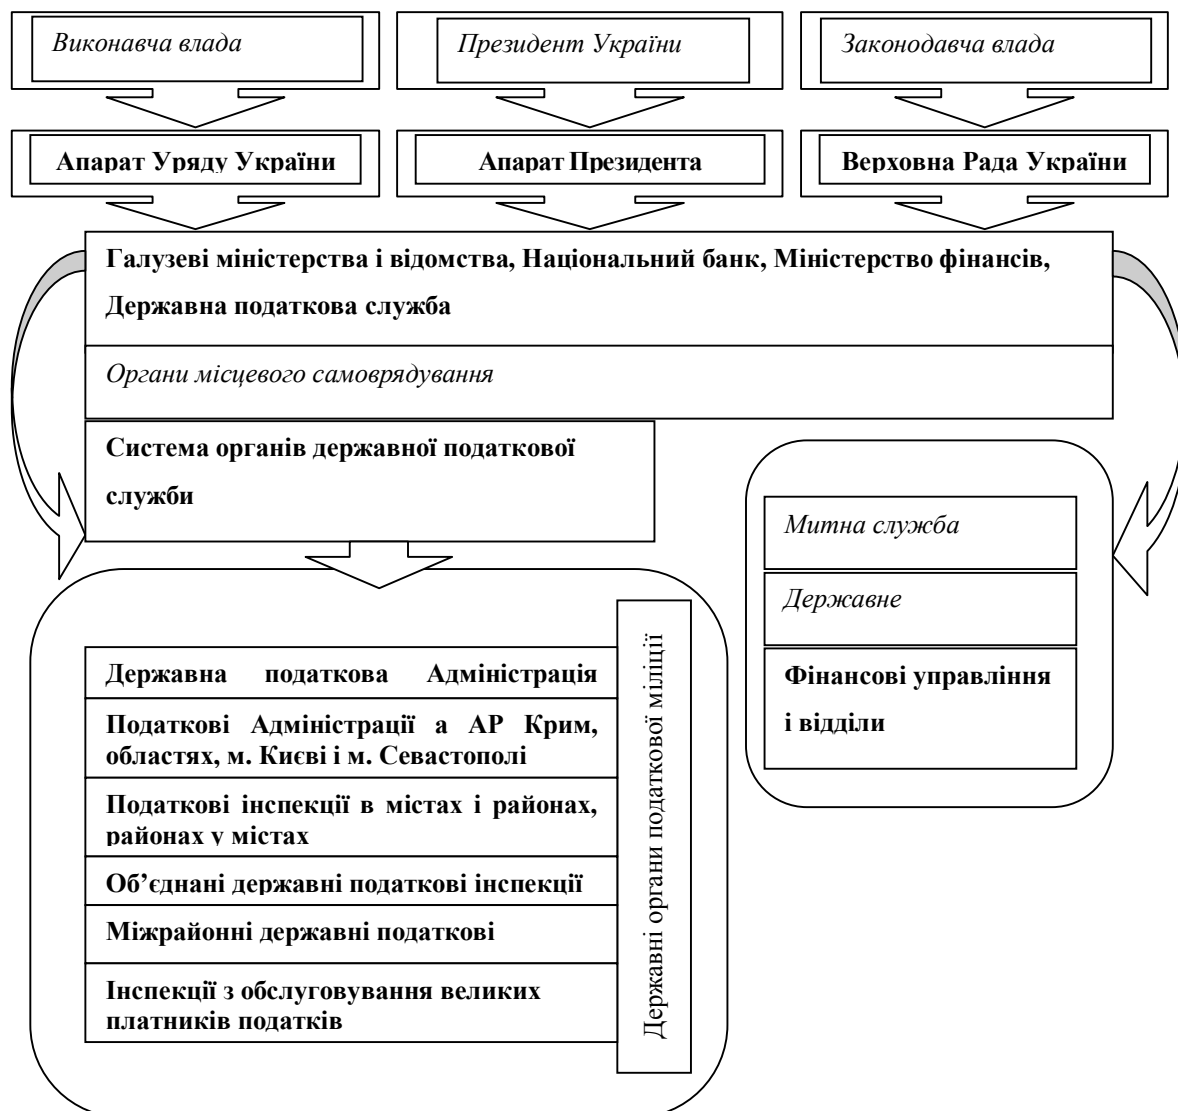 Виконавча влада
Президент України
Законодавча влада
Апарат Уряду України
Апарат Президента
Верховна Рада України
Галузеві міністерства і відомства, Національний банк, Міністерство фінансів,
Державна податкова служба
Органи місцевого самоврядування
Система органів державної податкової
служби
Митна служба
Державне
Фінансові управління
і відділи
Державна податкова Адміністрація
Податкові Адміністрації а АР Крим,
областях, м. Києві і м. Севастополі
Податкові інспекції в містах і районах,
районах у містах
Об’єднані державні податкові інспекції
Міжрайонні державні податкові
Інспекції з обслуговування великих
платників податків
Державні органи податкової міліції